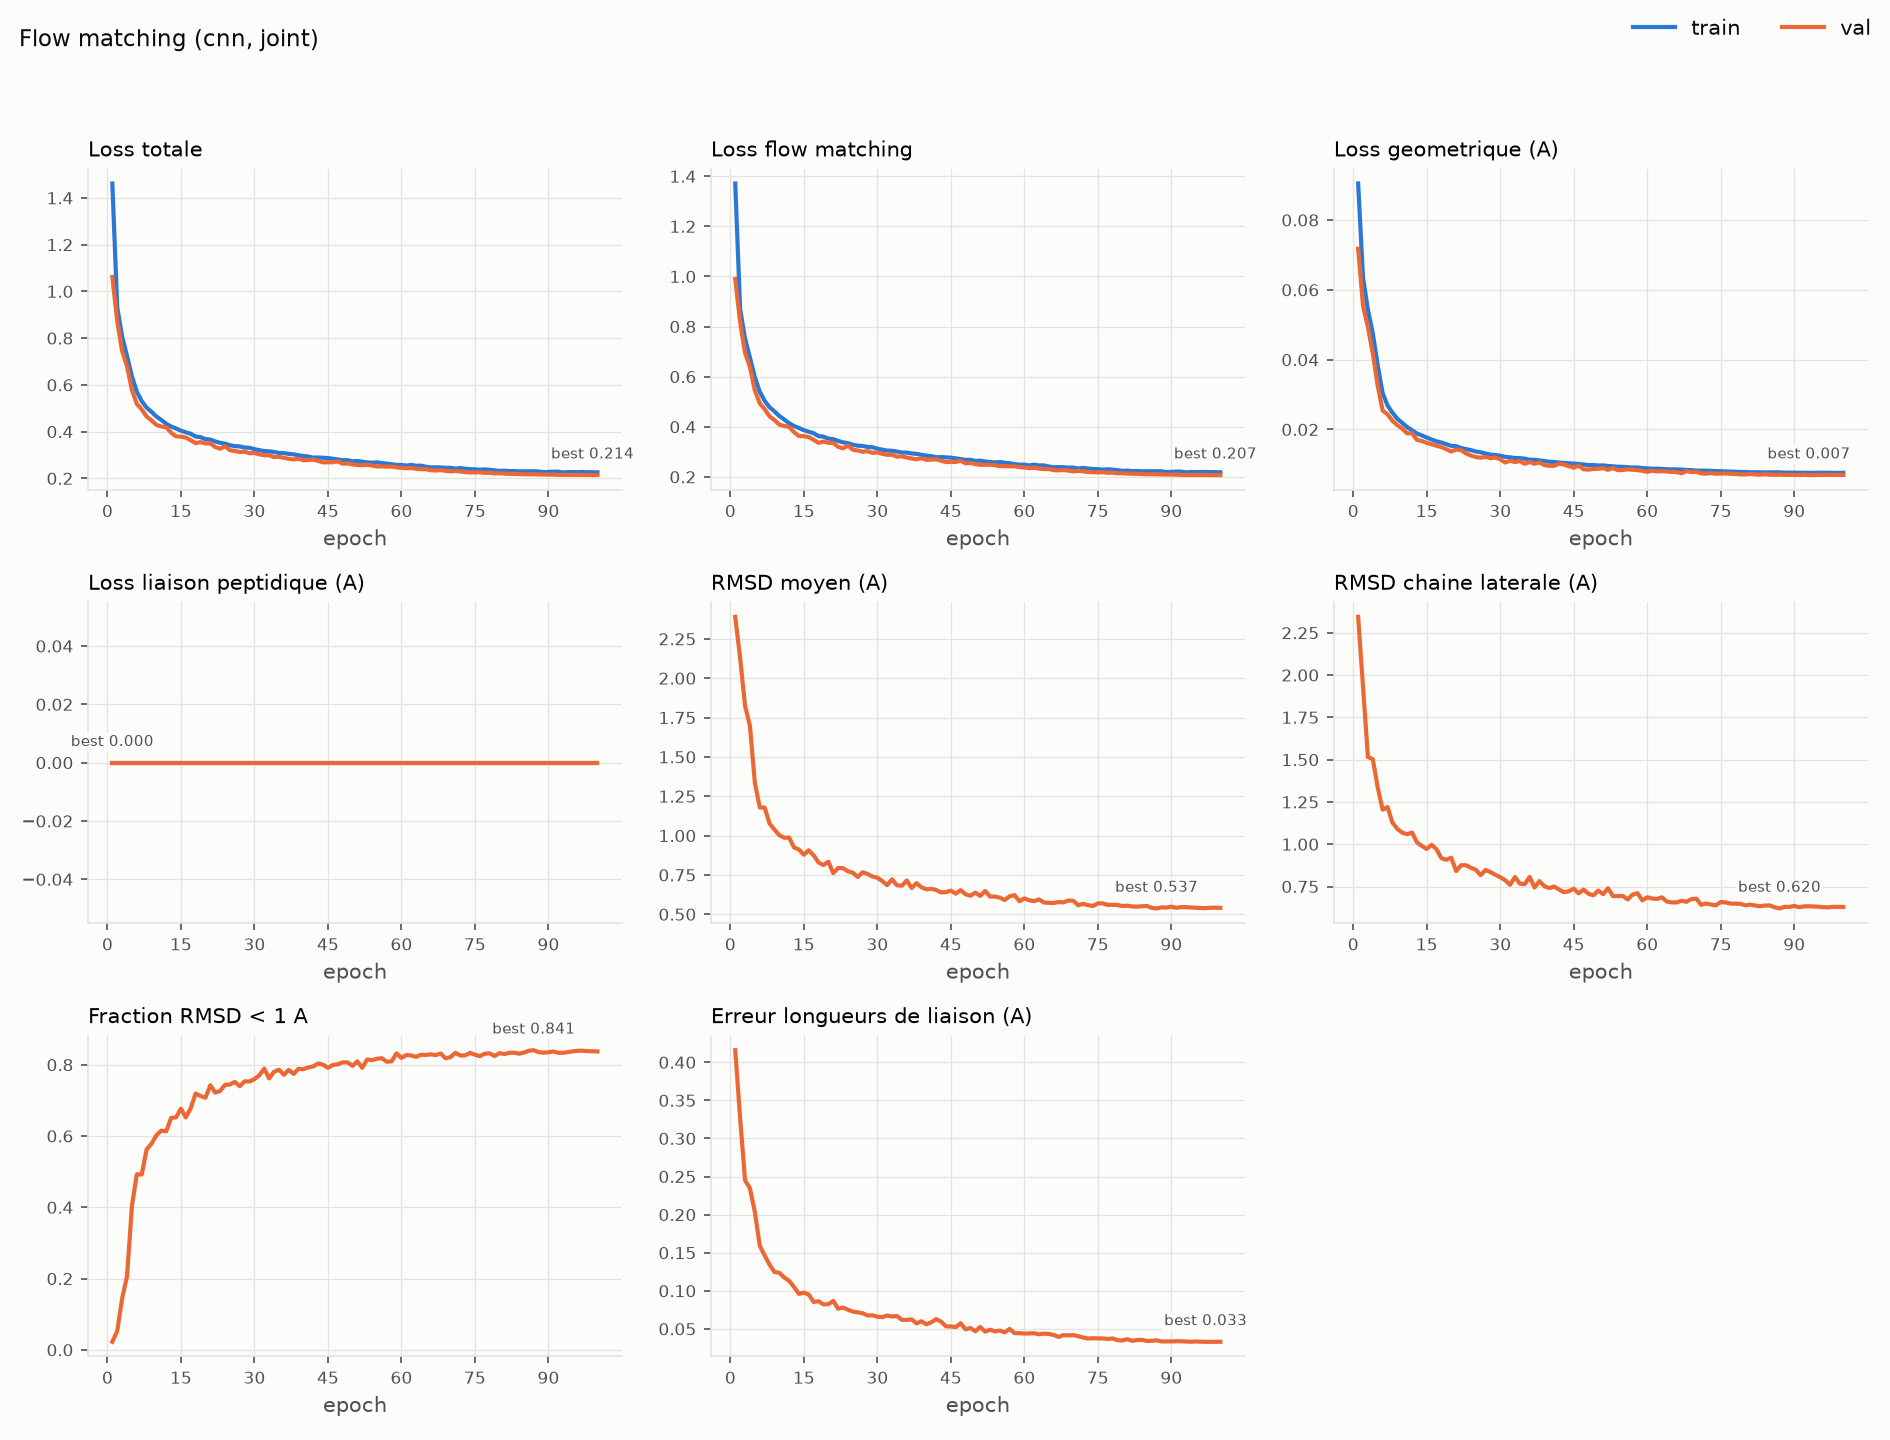 Flow matching (cnn, joint)
train
val
Loss totale
1.4
1.2
1.0
0.8
0.6
0.4
0.2
best 0.214
0 15 30 45 60 75 90
epoch
Loss flow matching
1.4
1.2
1.0
0.8
0.6
0.4
0.2
best 0.207
0 15 30 45 60 75 90
epoch
Loss geometrique (A)
0.08
0.06
0.04
0.02
best 0.007
0 15 30 45 60 75 90
epoch
Loss liaison peptidique (A)
0.04
0.02
best 0.000
0.00
−0.02
−0.04
0 15 30 45 60 75 90
epoch
RMSD moyen (A)
2.25
2.00
1.75
1.50
1.25
1.00
0.75
0.50
best 0.537
0 15 30 45 60 75 90
epoch
RMSD chaine laterale (A)
2.25
2.00
1.75
1.50
1.25
1.00
0.75
best 0.620
0 15 30 45 60 75 90
epoch
Fraction RMSD < 1 A
best 0.841
0.8
0.6
0.4
0.2
0.0
0 15 30 45 60 75 90
epoch
Erreur longueurs de liaison (A)
0.40
0.35
0.30
0.25
0.20
0.15
0.10
0.05
best 0.033
0 15 30 45 60 75 90
epoch